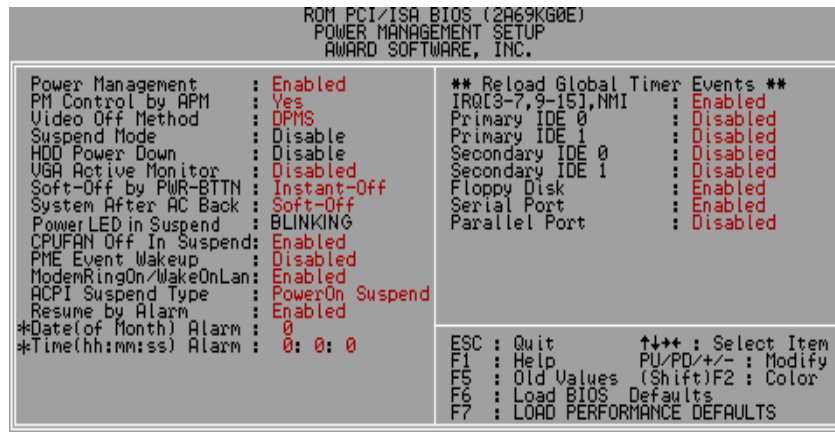 ROM PCI/ISA BIOS (2A69KG0E)
POWER MANAGEMENT SETUP
AWARD SOFTWARE, INC.
Power Management : Enabled
PM Control by APM : Yes
Video Off Method : DPMS
Suspend Mode : Disable
HDD Power Down : Disable
VGA Active Monitor : Disabled
Soft-Off by PWR-BTTN : Instant-Off
System After AC Back : Soft-Off
Power LED in Suspend : BLINKING
CPUFAN Off In Suspend: Enabled
PME Event Wakeup : Disabled
ModemRingOn/WakeOnLan: Enabled
ACPI Suspend Type : PowerOn Suspend
Resume by Alarm : Enabled
*Date(of Month) Alarm : 0
*Time(hh:mm:ss) Alarm : 0: 0: 0
** Reload Global Timer Events **
IRQ[3-7,9-15],NMI : Enabled
Primary IDE 0 : Disabled
Primary IDE 1 : Disabled
Secondary IDE 0 : Disabled
Secondary IDE 1 : Disabled
Floppy Disk : Enabled
Serial Port : Enabled
Parallel Port : Disabled
ESC : Quit ↑↓→← : Select Item
F1 : Help PU/PD/+/- : Modify
F5 : Old Values (Shift)F2 : Color
F6 : Load BIOS Defaults
F7 : LOAD PERFORMANCE DEFAULTS